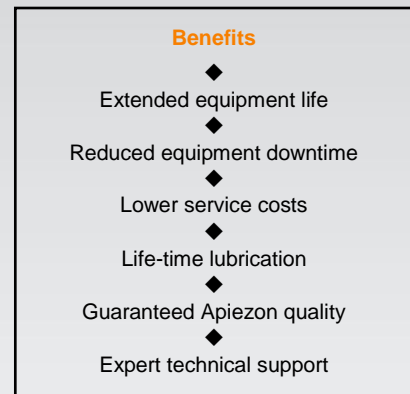 Benefits
◆
Extended equipment life
◆
Reduced equipment downtime
◆
Lower service costs
◆
Life-time lubrication
◆
Guaranteed Apiezon quality
◆
Expert technical support